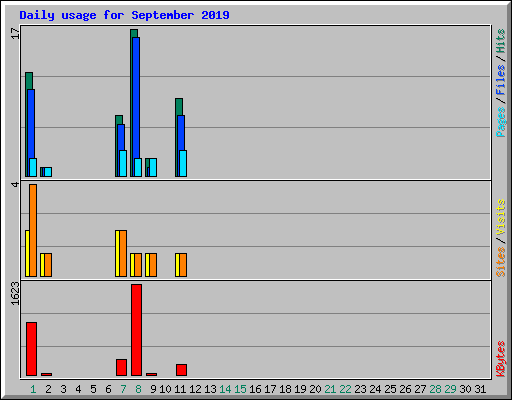 Daily usage for September 2019
17
4
1623
Pages / Files / Hits
Sites / Visits
KBytes
1 2 3 4 5 6 7 8 9 10 11 12 13 14 15 16 17 18 19 20 21 22 23 24 25 26 27 28 29 30 31